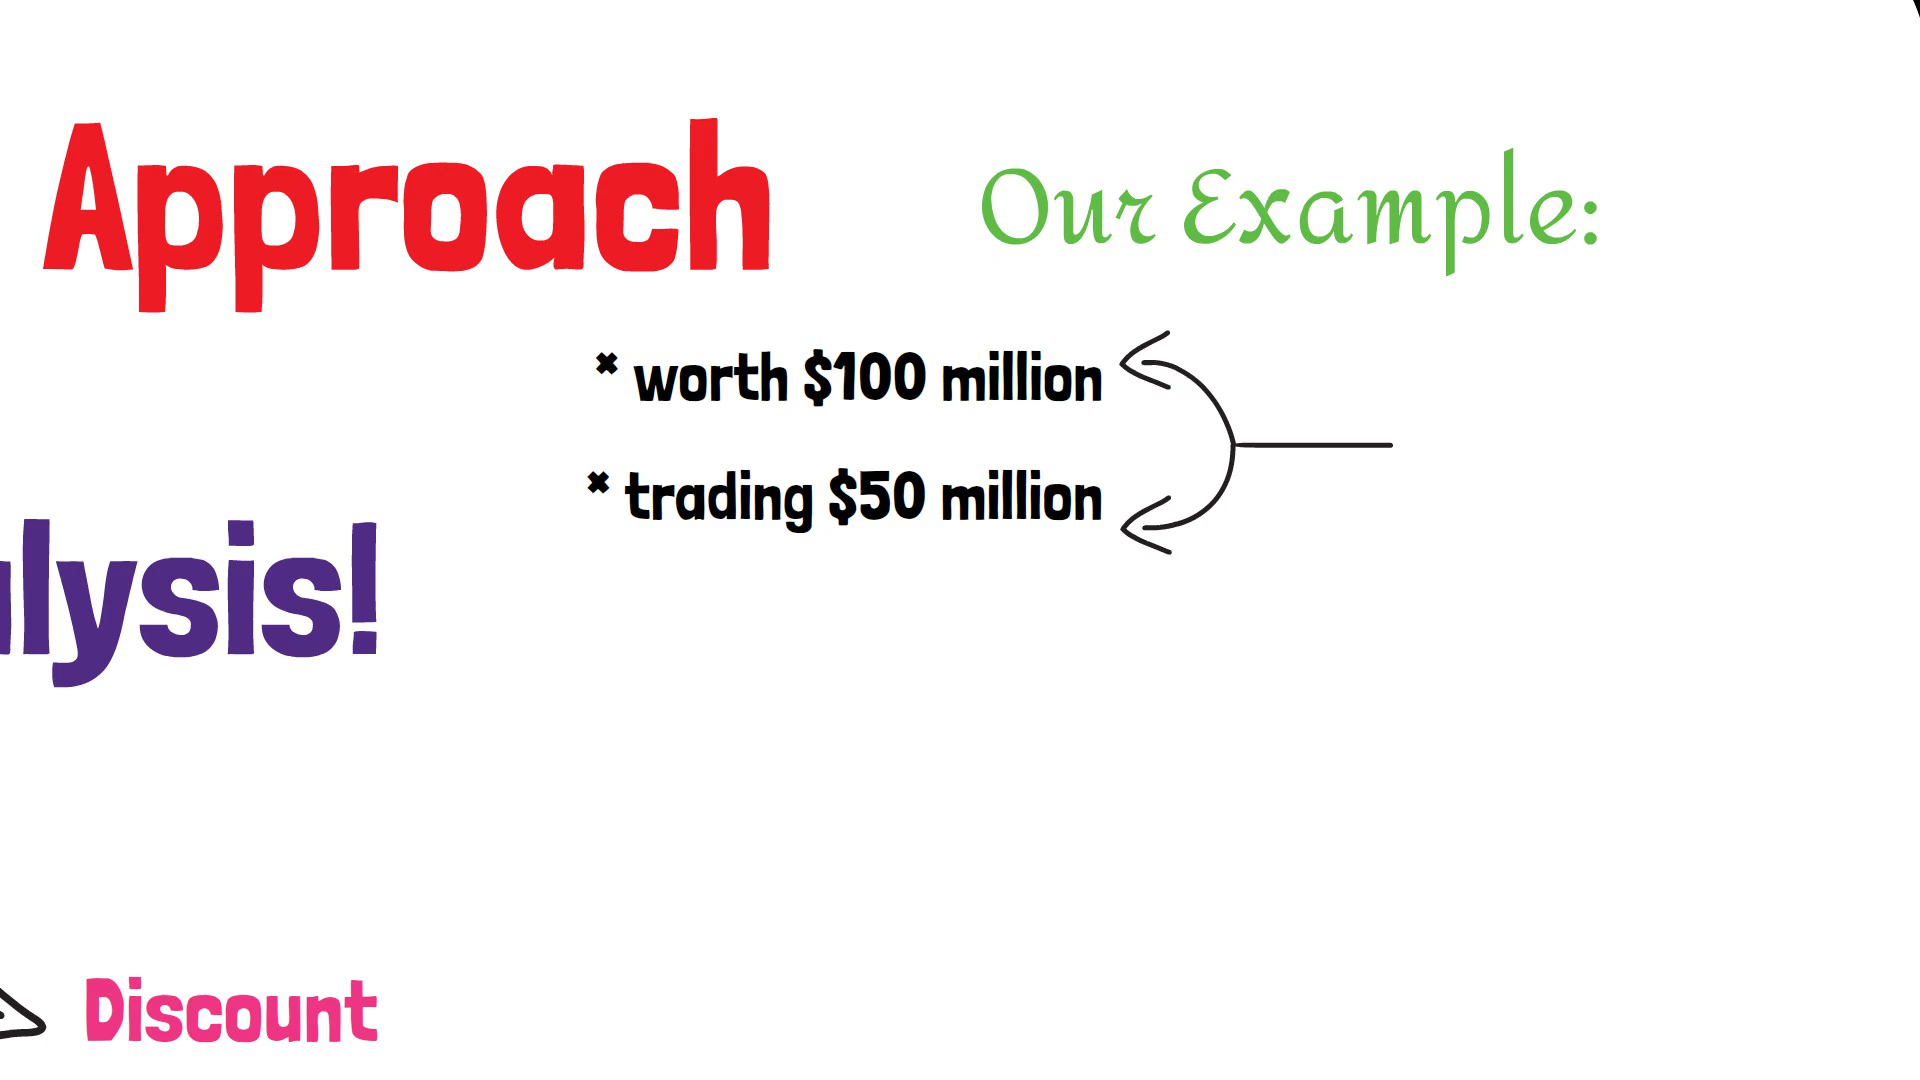 Approach
Our Example:
* worth $100 million
* trading $50 million
lysis!
Discount